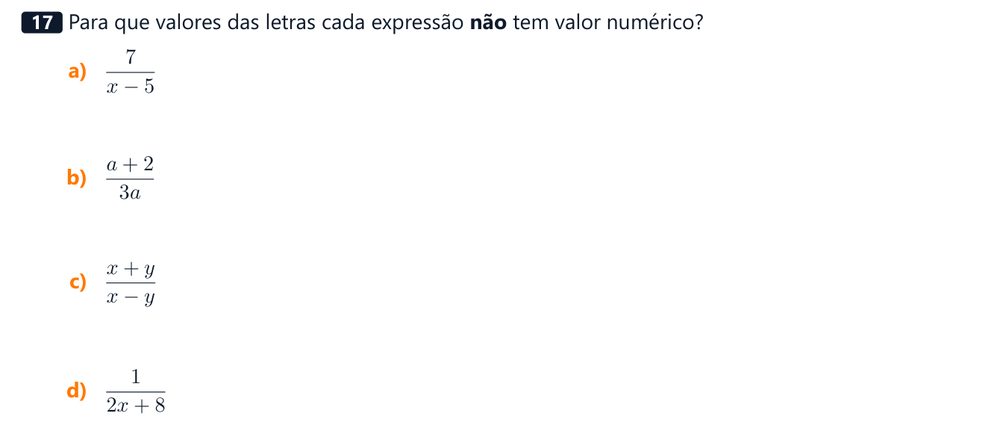 17 Para que valores das letras cada expressão não tem valor numérico?
a) 7 / (x − 5)
b) (a + 2) / 3a
c) (x + y) / (x − y)
d) 1 / (2x + 8)